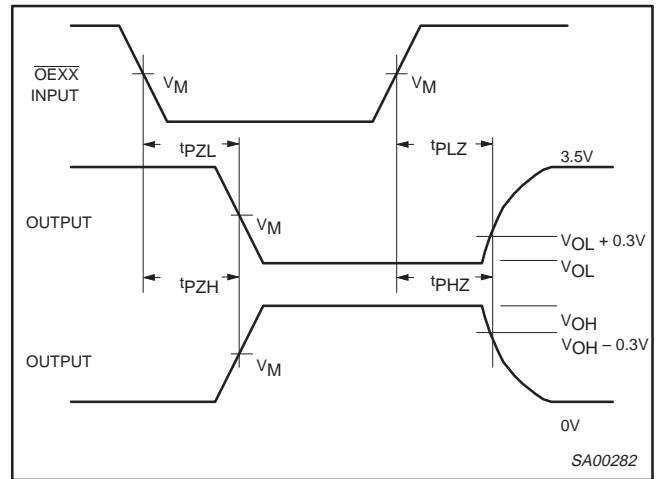 OEXX
INPUT
VM
VM
tPZL
tPLZ
3.5V
OUTPUT
VM
VOL + 0.3V
VOL
tPZH
tPHZ
VOH
VOH – 0.3V
OUTPUT
VM
0V
SA00282